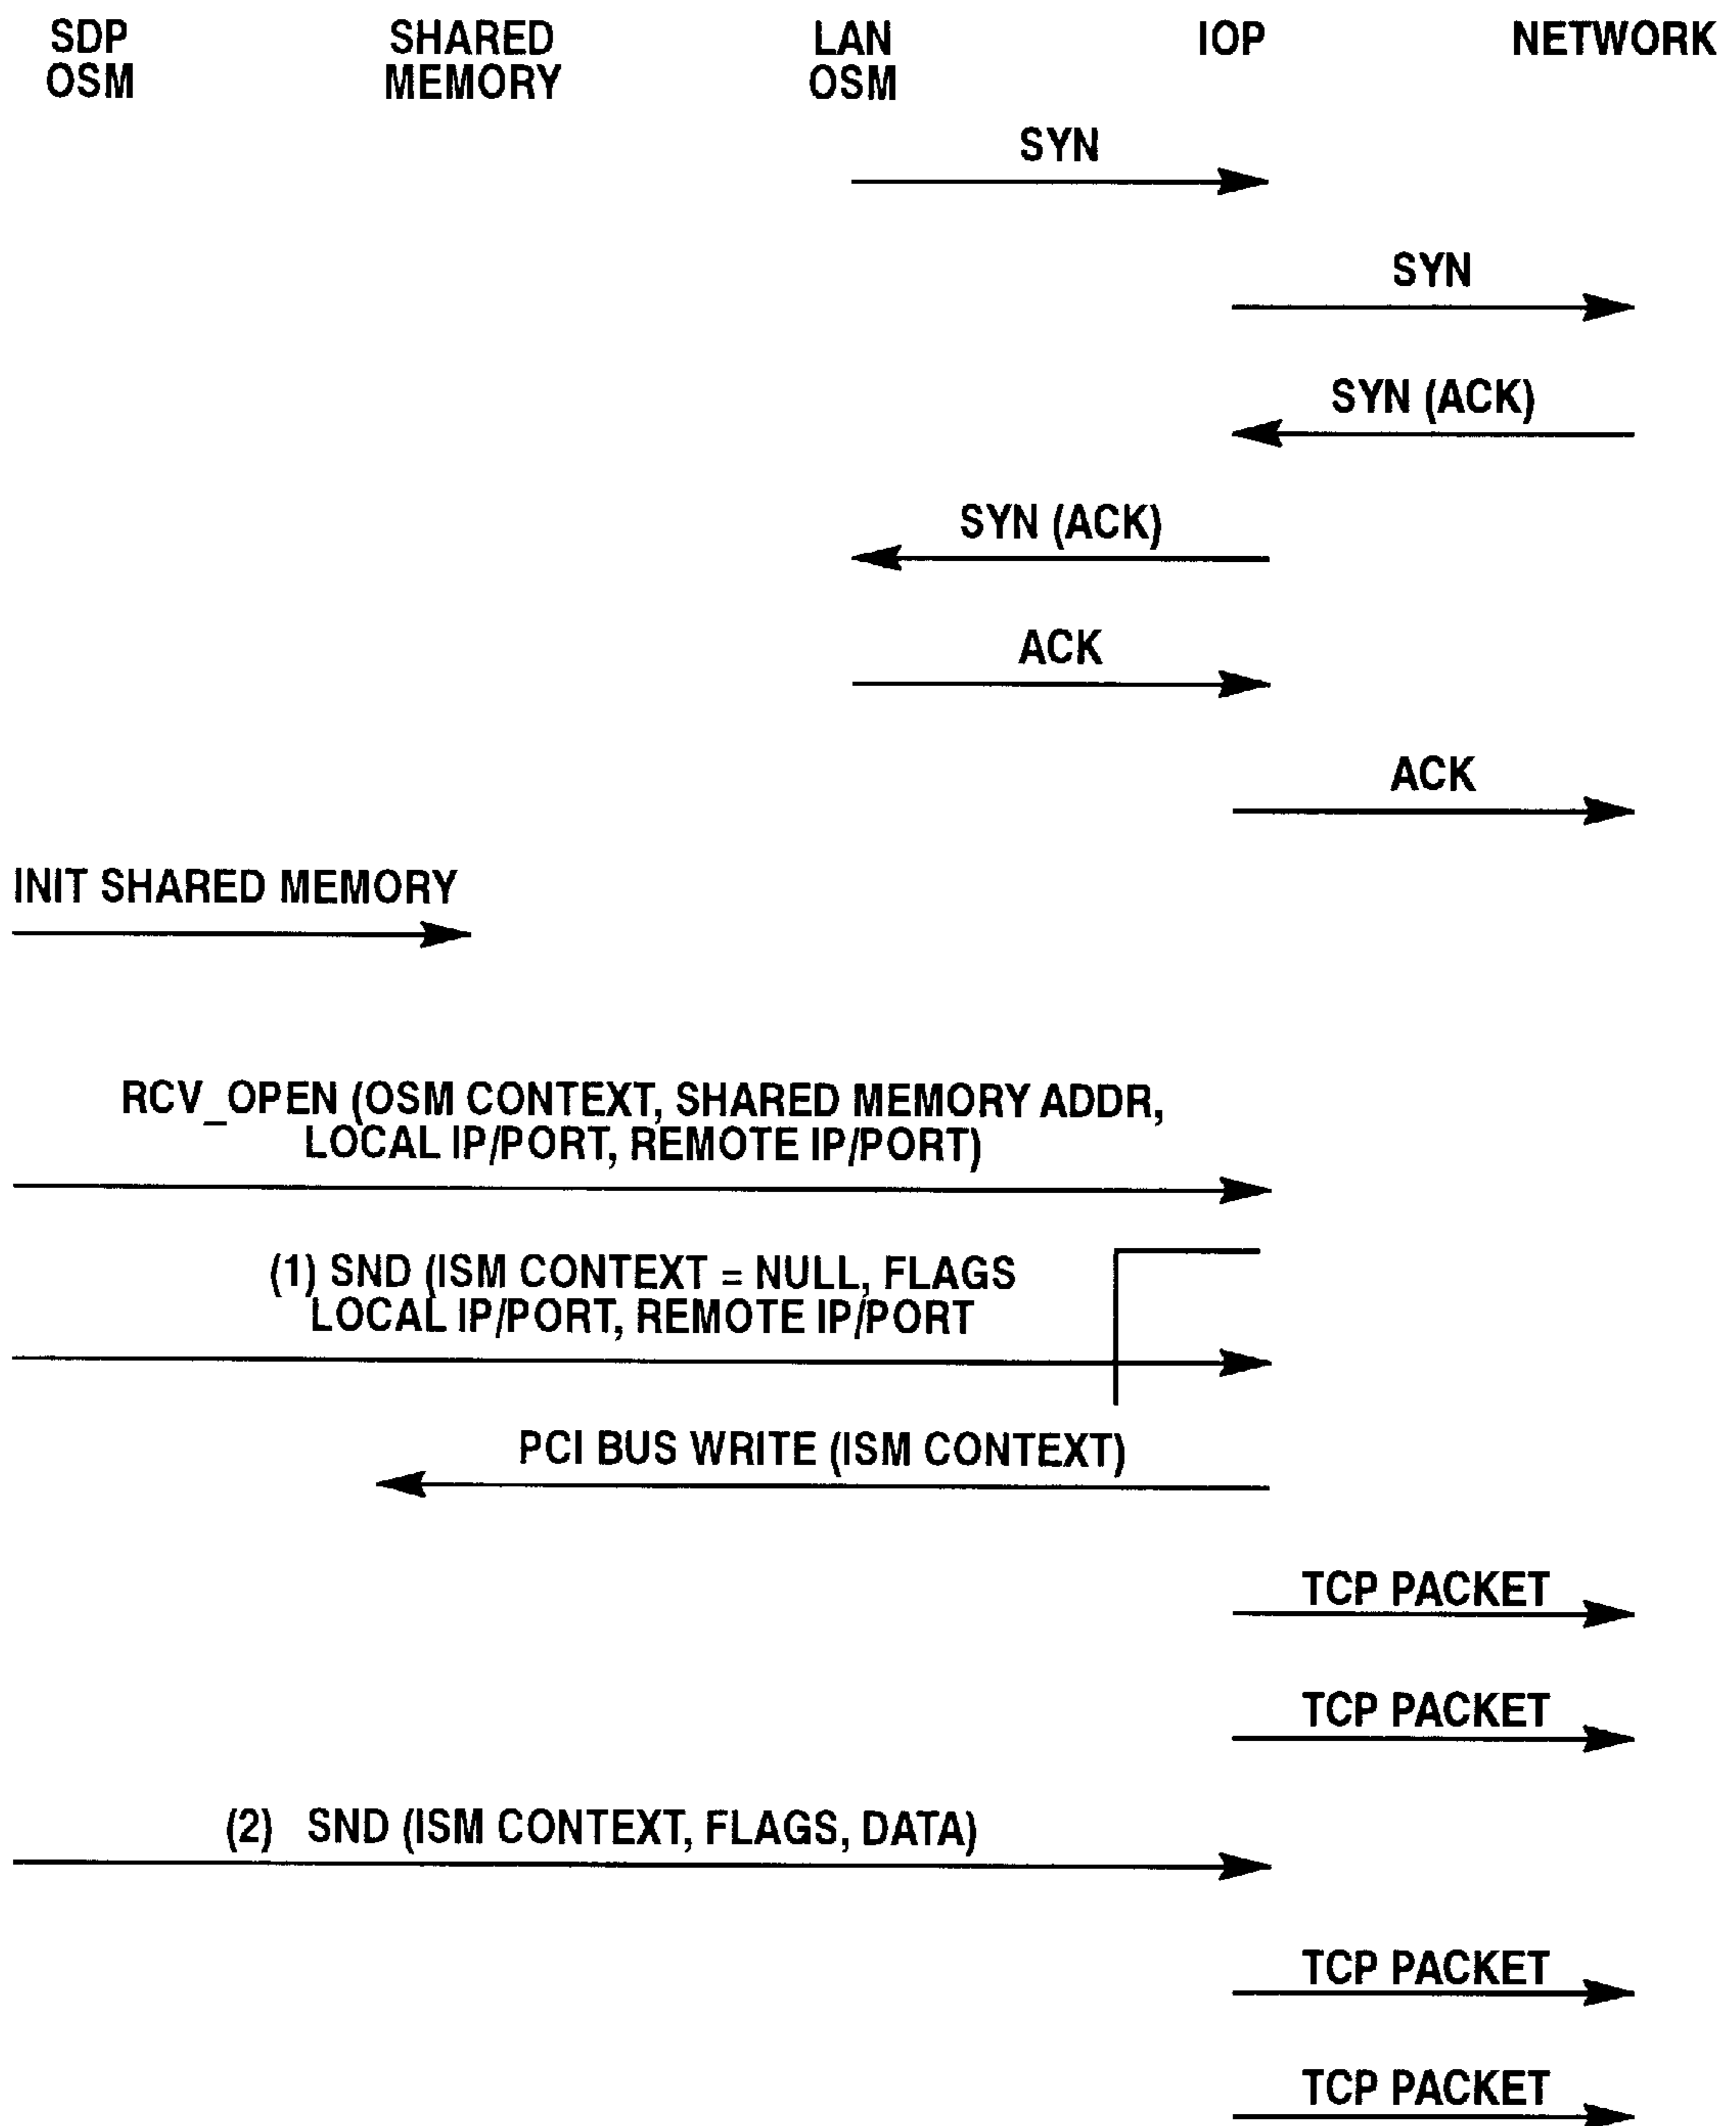 SDP
OSM
SHARED
MEMORY
LAN
OSM
IOP
NETWORK
SYN
SYN
SYN (ACK)
SYN (ACK)
ACK
ACK
INIT SHARED MEMORY
RCV_OPEN (OSM CONTEXT, SHARED MEMORY ADDR,
LOCAL IP/PORT, REMOTE IP/PORT)
(1) SND (ISM CONTEXT = NULL, FLAGS
LOCAL IP/PORT, REMOTE IP/PORT
PCI BUS WRITE (ISM CONTEXT)
TCP PACKET
TCP PACKET
(2) SND (ISM CONTEXT, FLAGS, DATA)
TCP PACKET
TCP PACKET